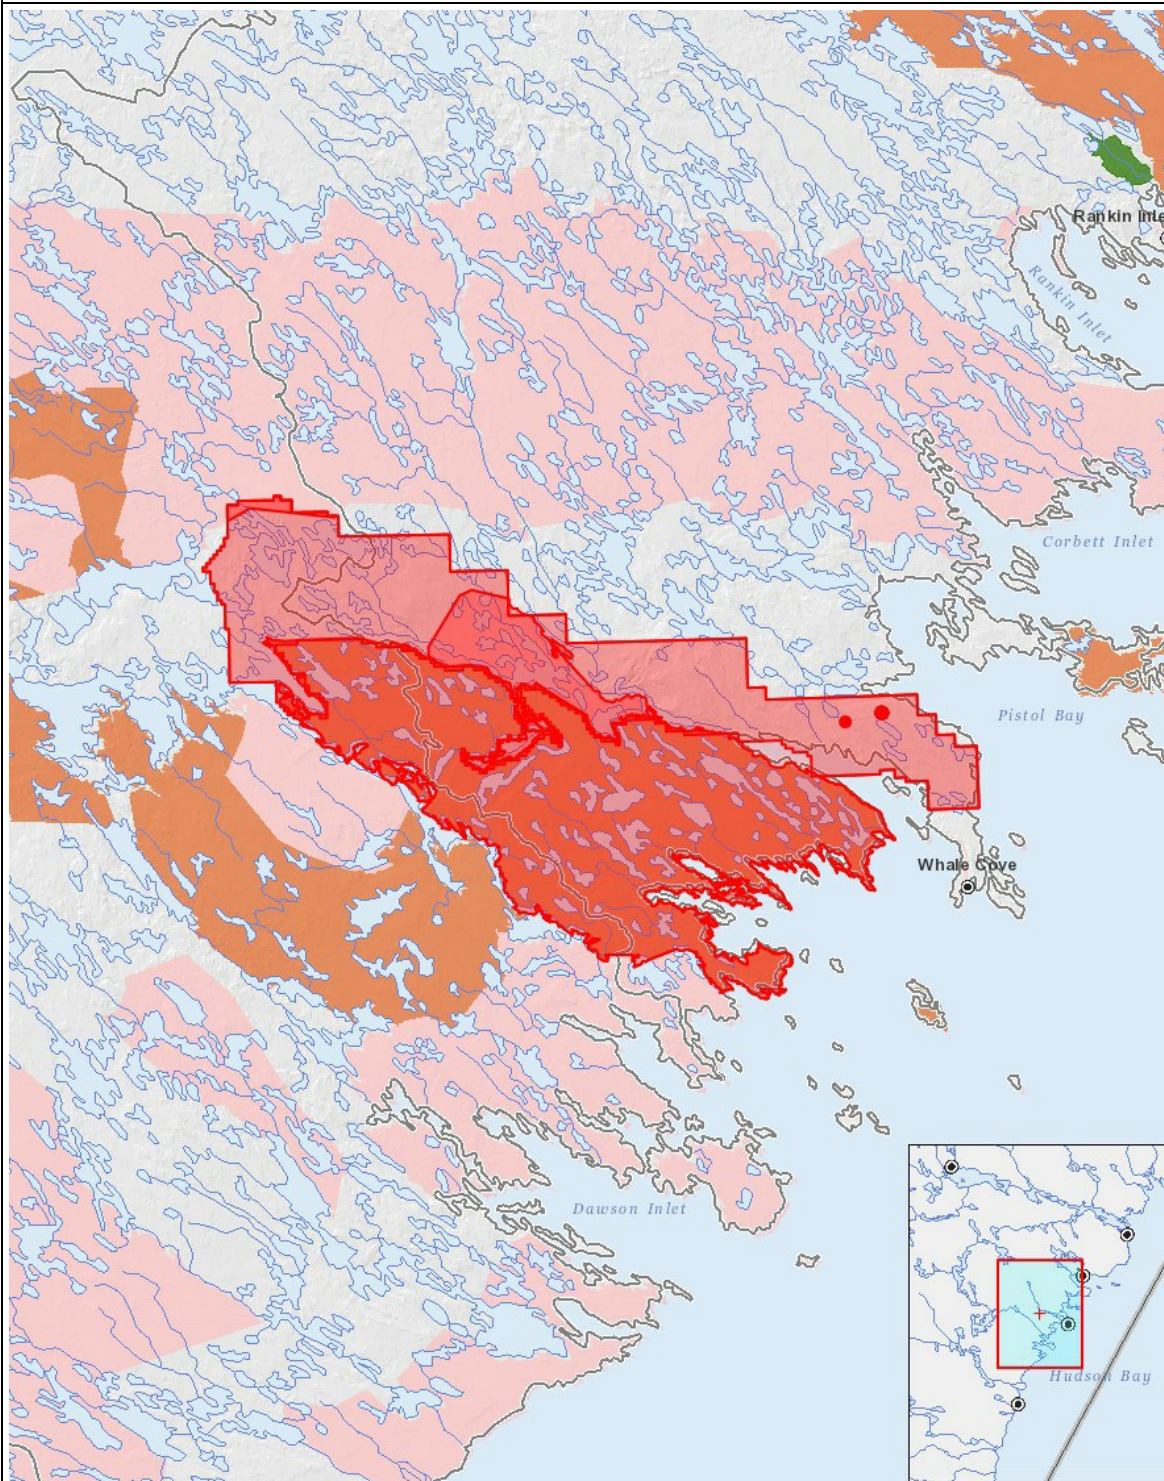 Rankin Inle
Rankin Inlet
Corbett Inlet
Pistol Bay
Whale Cove
Dawson Inlet
Hudson Bay